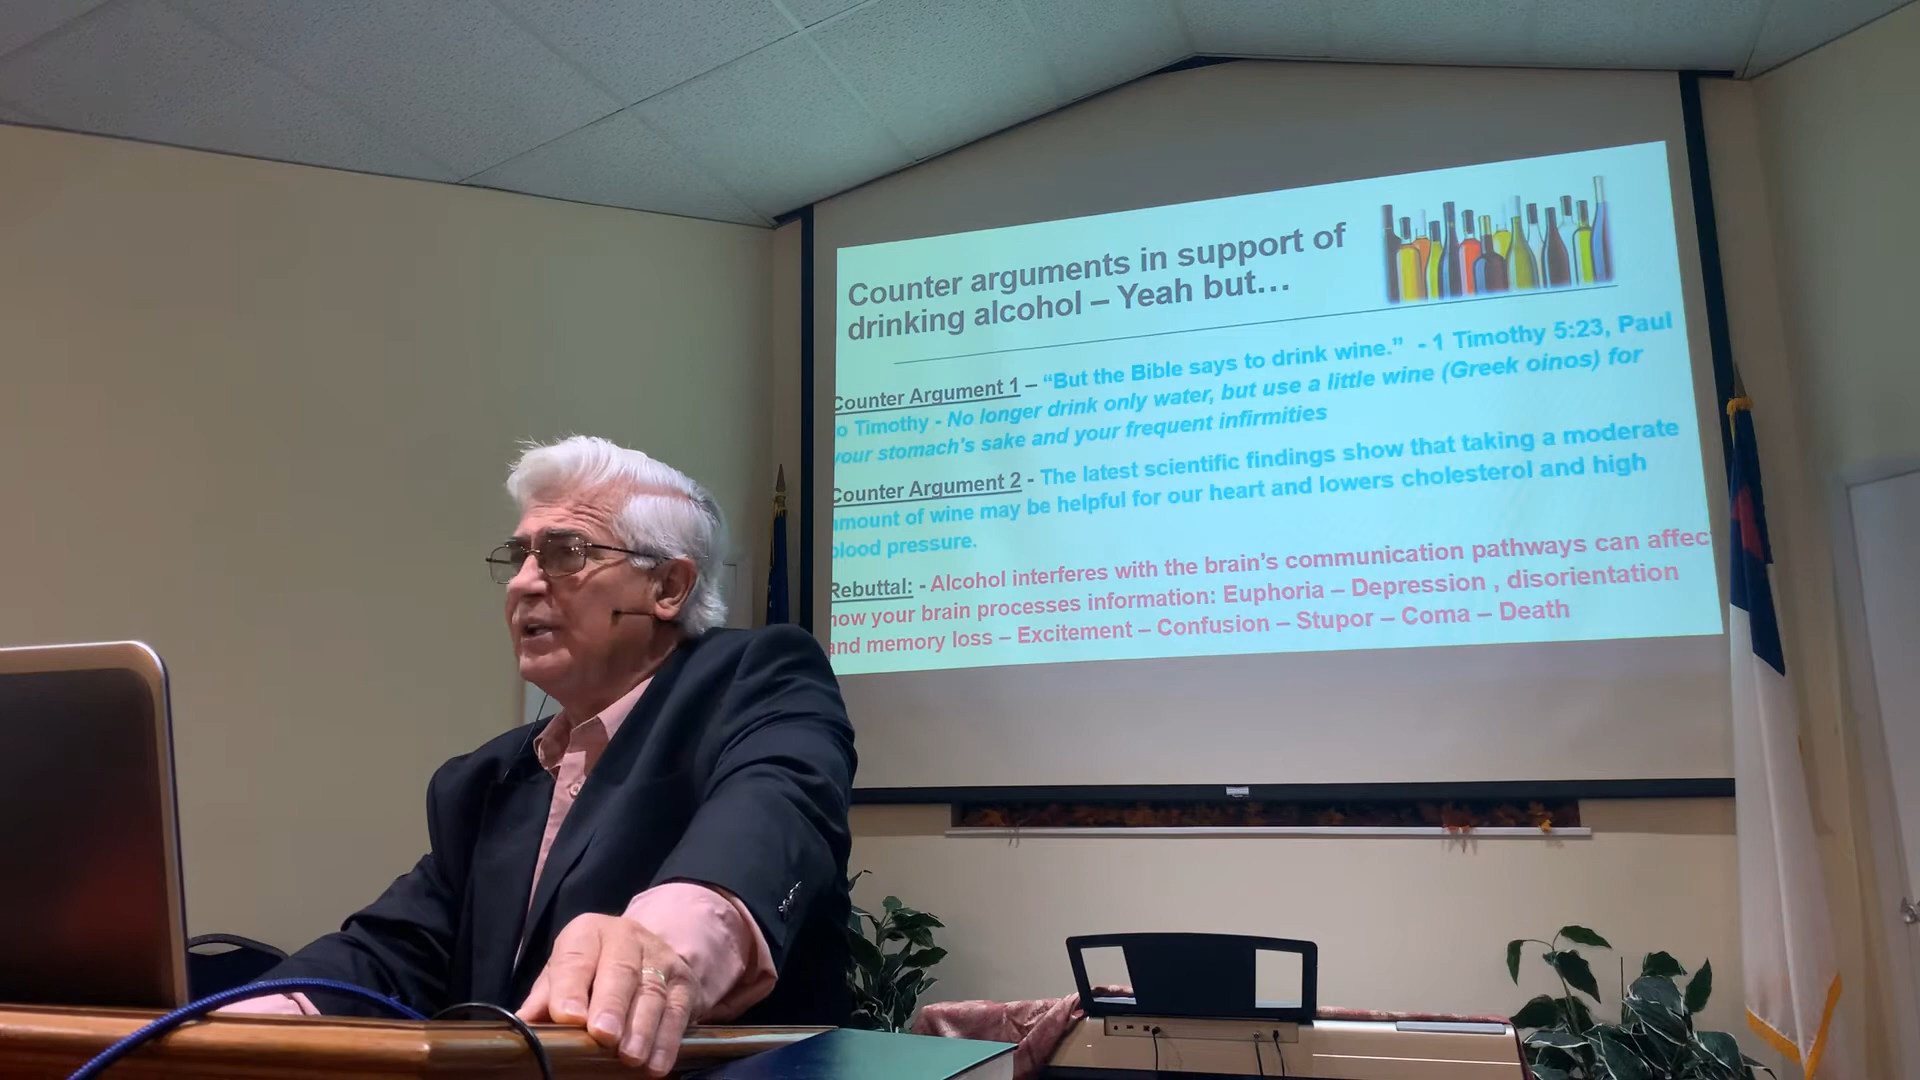 Counter arguments in support of
drinking alcohol – Yeah but…
Counter Argument 1 – “But the Bible says to drink wine.” - 1 Timothy 5:23, Paul
o Timothy - No longer drink only water, but use a little wine (Greek oinos) for
your stomach’s sake and your frequent infirmities
Counter Argument 2 - The latest scientific findings show that taking a moderate
amount of wine may be helpful for our heart and lowers cholesterol and high
blood pressure.
Rebuttal: - Alcohol interferes with the brain’s communication pathways can affec
how your brain processes information: Euphoria – Depression , disorientation
and memory loss – Excitement – Confusion – Stupor – Coma – Death